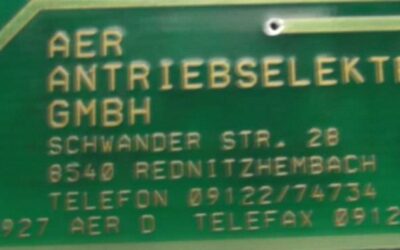 AER
ANTRIEBSELEKT
GMBH
SCHWANDER STR. 28
8540 REDNITZHEMBACH
TELEFON 09122/74734
927 AER D TELEFAX 0912